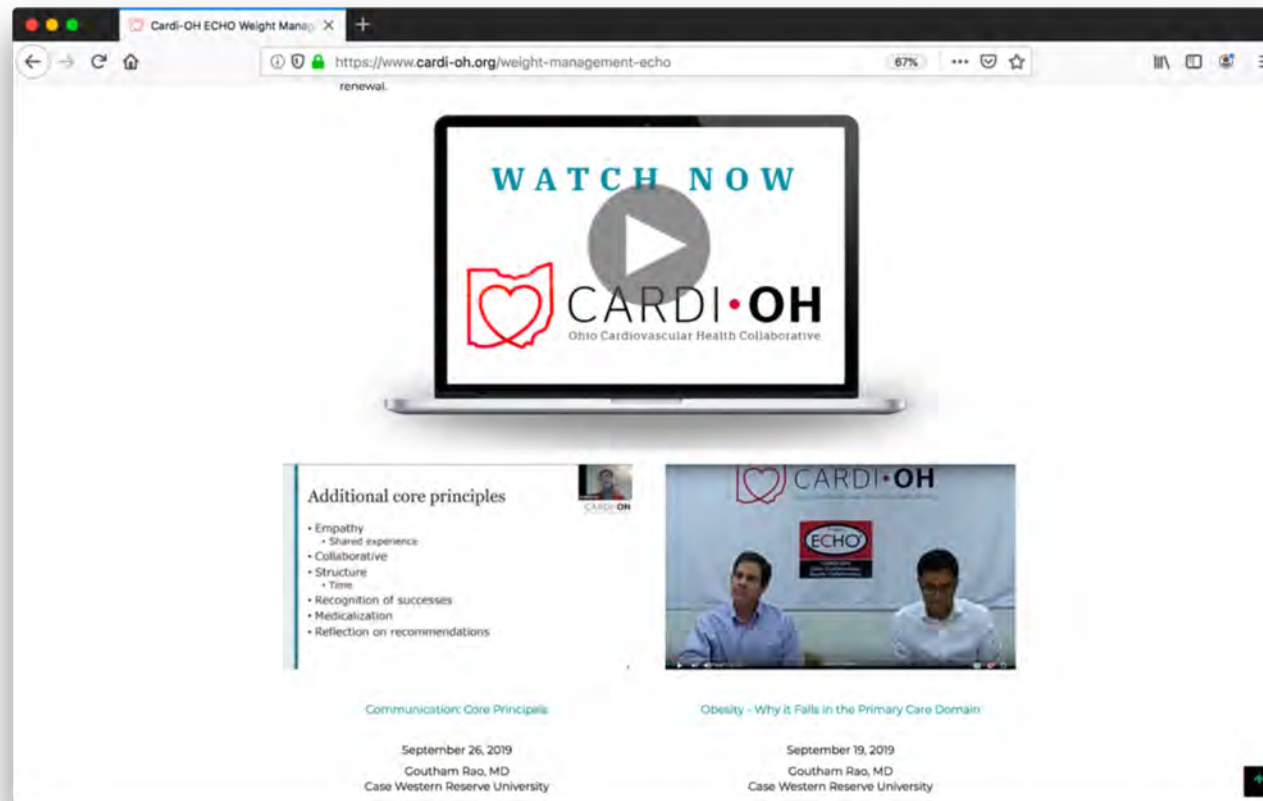 Cardi-OH ECHO Weight Manag
https://www.cardi-oh.org/weight-management-echo
67%
renewal.
WATCH NOW
CARDI•OH
Ohio Cardiovascular Health Collaborative
Additional core principles
CARDI•OH
• Empathy
• Shared experience
• Collaborative
• Structure
• Time
• Recognition of successes
• Medicalization
• Reflection on recommendations
CARDI•OH
ECHO
Communication: Core Principels
Obesity - Why it Falls in the Primary Care Domain
September 26, 2019
September 19, 2019
Goutham Rao, MD
Goutham Rao, MD
Case Western Reserve University
Case Western Reserve University